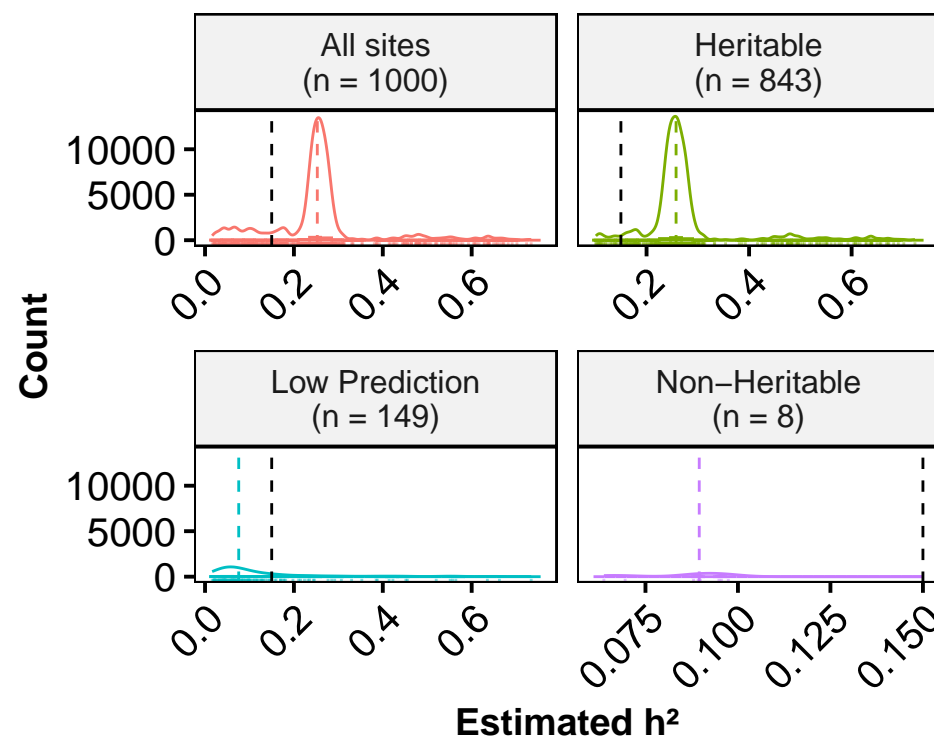 All sites
(n = 1000)
Heritable
(n = 843)
10000
5000
0
0.0
0.2
0.4
0.6
0.2
0.4
0.6
Count
Low Prediction
(n = 149)
Non−Heritable
(n = 8)
10000
5000
0
0.0
0.2
0.4
0.6
0.075
0.100
0.125
0.150
Estimated h²